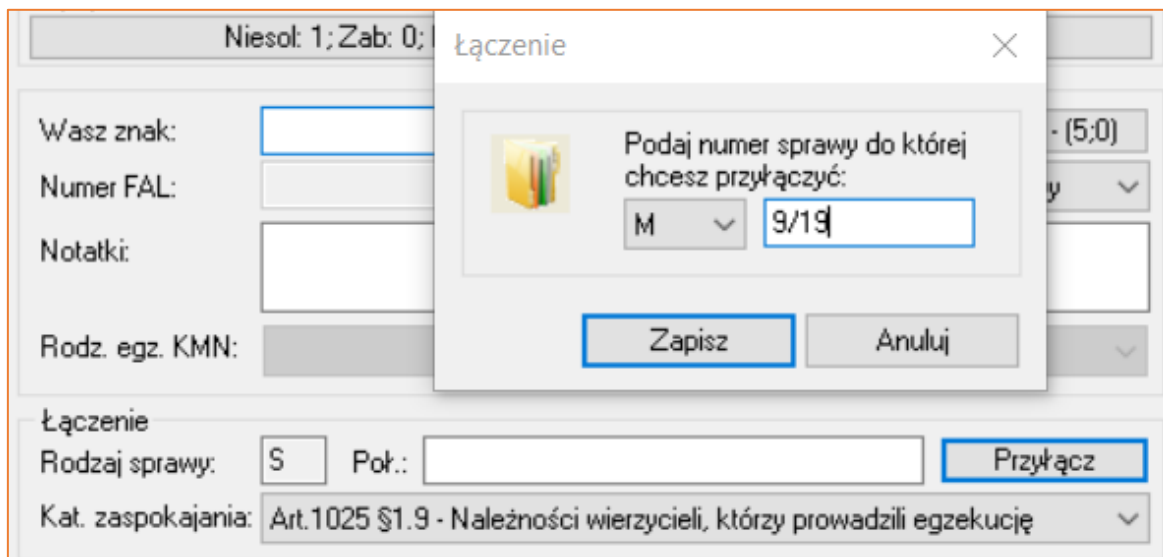 Niesol: 1; Zab: 0;
Łączenie
Wasz znak:
- (5;0)
Numer FAL:
y
Notatki:
Podaj numer sprawy do której
chcesz przyłączyć:
M
9/19
Zapisz
Anuluj
Rodz. egz. KMN:
Łączenie
Rodzaj sprawy: S Poł.: Przyłącz
Kat. zaspokajania: Art.1025 §1.9 - Należności wierzycieli, którzy prowadzili egzekucję